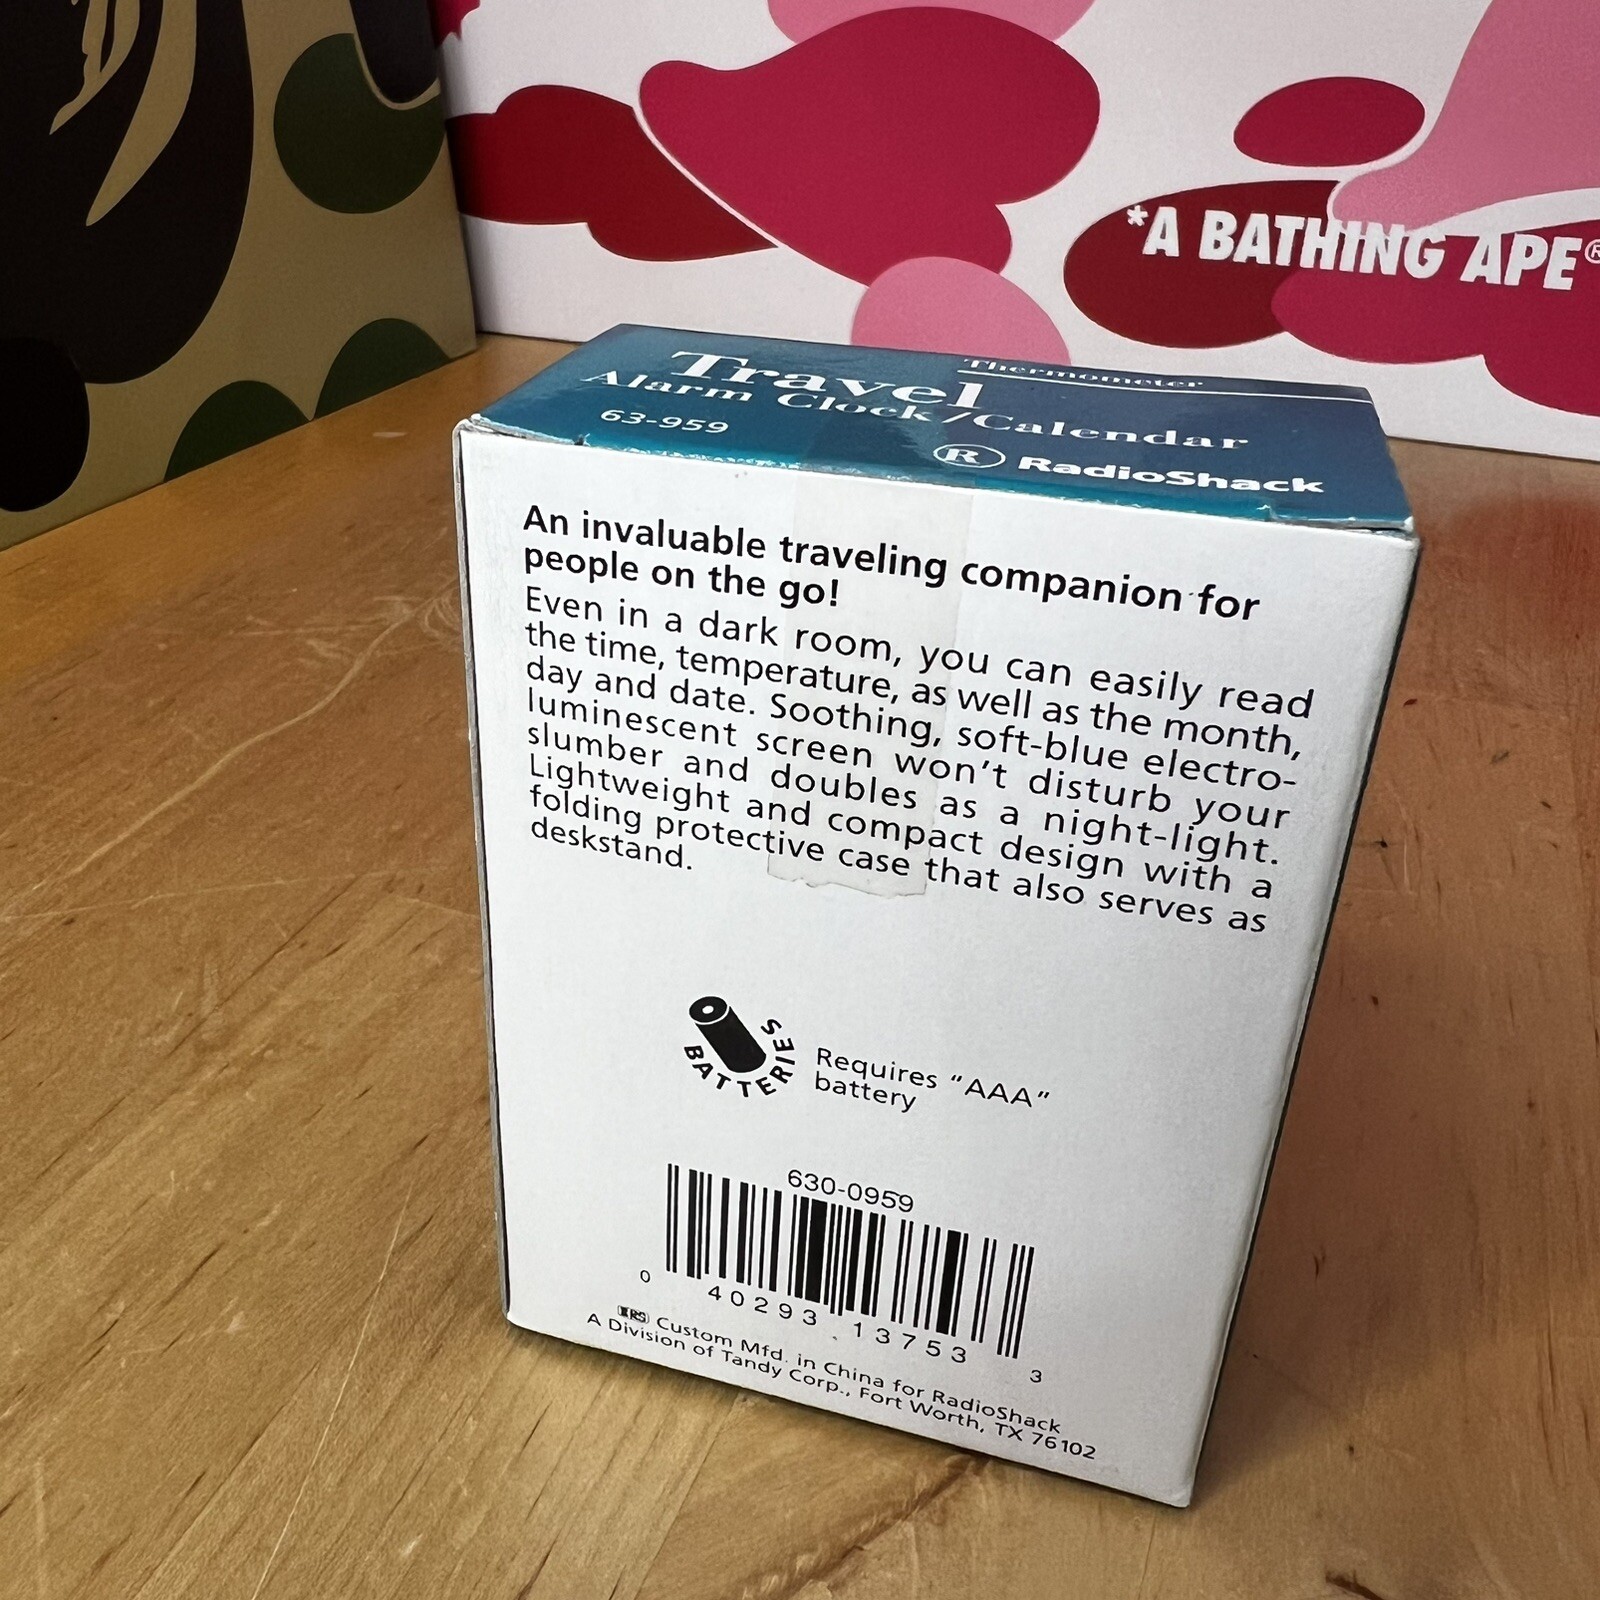 *A BATHING APE®
Thermometer
Travel
Alarm Clock/Calendar
63-959
R RadioShack
An invaluable traveling companion for
people on the go!
Even in a dark room, you can easily read
the time, temperature, as well as the month,
day and date. Soothing, soft-blue electro-
luminescent screen won't disturb your
slumber and doubles as a night-light.
Lightweight and compact design with a
folding protective case that also serves as
deskstand.
BATTERIES
Requires "AAA"
battery
630-0959
0 40293 13753 3
ERS Custom Mfd. in China for RadioShack
A Division of Tandy Corp., Fort Worth, TX 76102